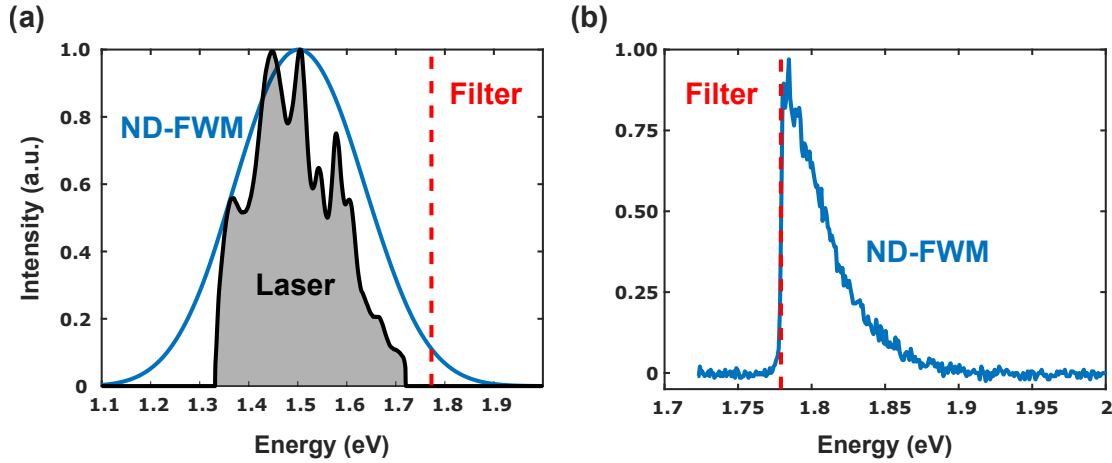 (a)
Intensity (a.u.)
1.0
0.8
0.6
0.4
0.2
0
ND-FWM
Filter
Laser
1.1 1.2 1.3 1.4 1.5 1.6 1.7 1.8 1.9
Energy (eV)
(b)
1.00
0.75
0.50
0.25
0
Filter
ND-FWM
1.7 1.75 1.8 1.85 1.9 1.95 2
Energy (eV)